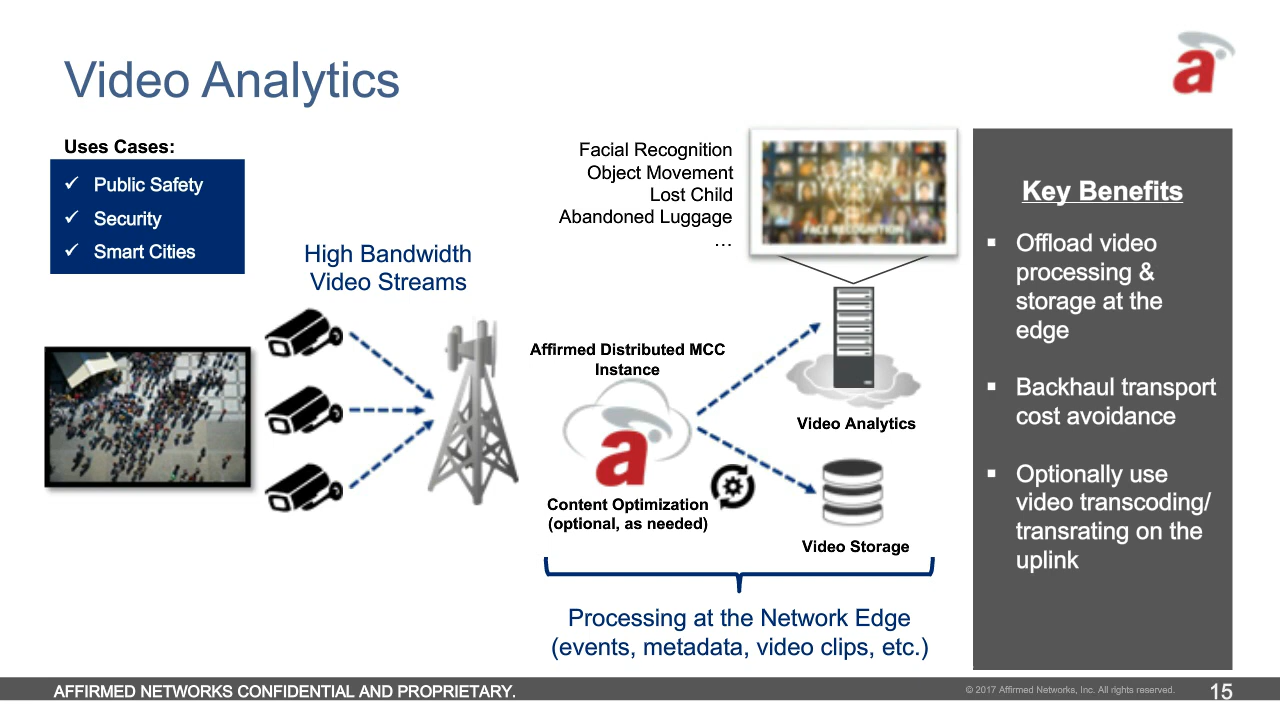 Video Analytics
Uses Cases:
✓ Public Safety
✓ Security
✓ Smart Cities
High Bandwidth
Video Streams
Facial Recognition
Object Movement
Lost Child
Abandoned Luggage
...
FACE RECOGNITION
Affirmed Distributed MCC
Instance
a
Content Optimization
(optional, as needed)
Video Analytics
Video Storage
Processing at the Network Edge
(events, metadata, video clips, etc.)
a
Key Benefits
▪ Offload video
processing &
storage at the
edge
▪ Backhaul transport
cost avoidance
▪ Optionally use
video transcoding/
transrating on the
uplink
AFFIRMED NETWORKS CONFIDENTIAL AND PROPRIETARY.
© 2017 Affirmed Networks, Inc. All rights reserved.
15